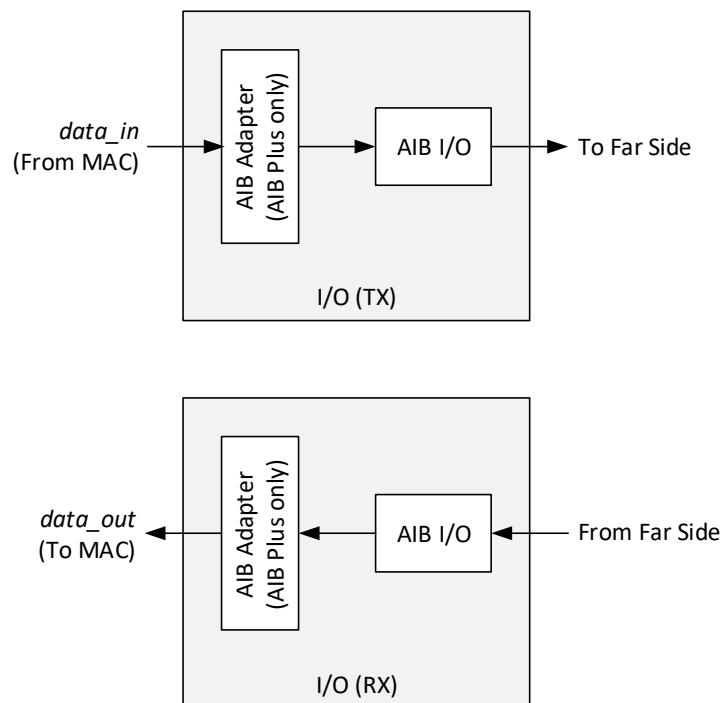 data_in
(From MAC)
AIB Adapter
(AIB Plus only)
AIB I/O
To Far Side
I/O (TX)
data_out
(To MAC)
AIB Adapter
(AIB Plus only)
AIB I/O
From Far Side
I/O (RX)